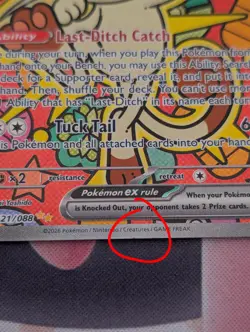 Last-Ditch Catch
during your turn, when you play this Pokémon from
hand onto your Bench, you may use this Ability. Search
deck for a Supporter card, reveal it, and put it into
hand. Then, shuffle your deck. You can't use more
Ability that has "Last-Ditch" in its name each turn
Tuck Tail
6
is Pokémon and all attached cards into your hand
×2 resistance retreat
Yoshida
Pokémon ex rule
When your Pokémon
21/088
is Knocked Out, your opponent takes 2 Prize cards.
©2026 Pokémon / Nintendo / Creatures / GAME FREAK